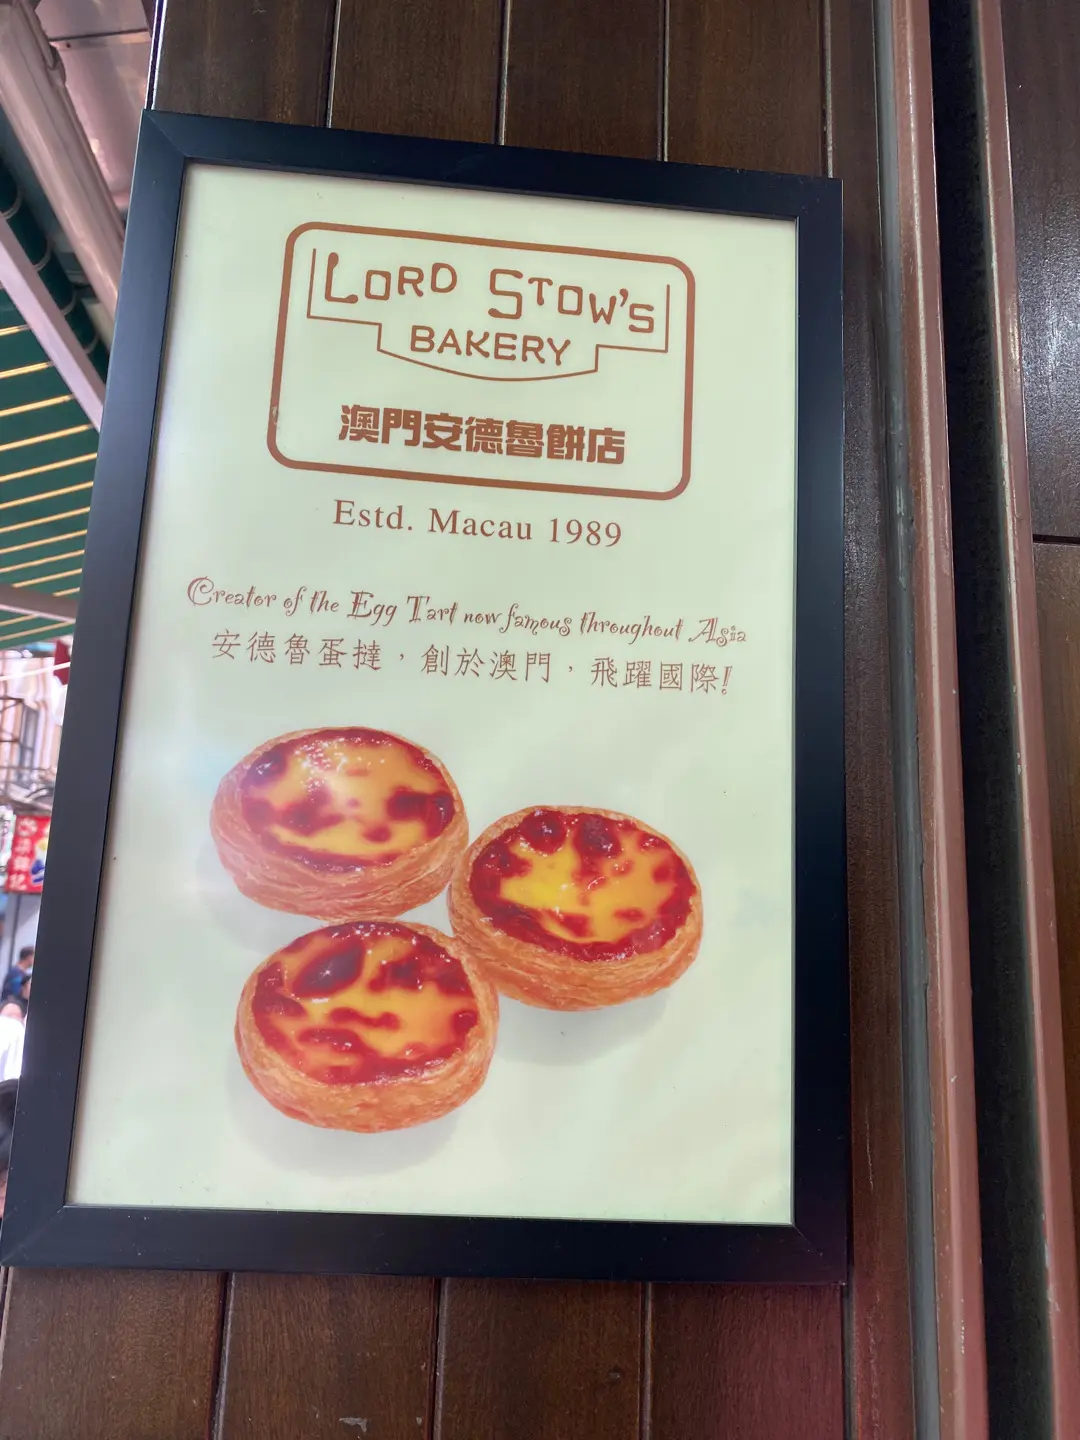 LORD STOW'S
BAKERY
澳門安德魯餅店
Estd. Macau 1989
Creator of the Egg Tart now famous throughout Asia
安德魯蛋撻，創於澳門，飛躍國際!